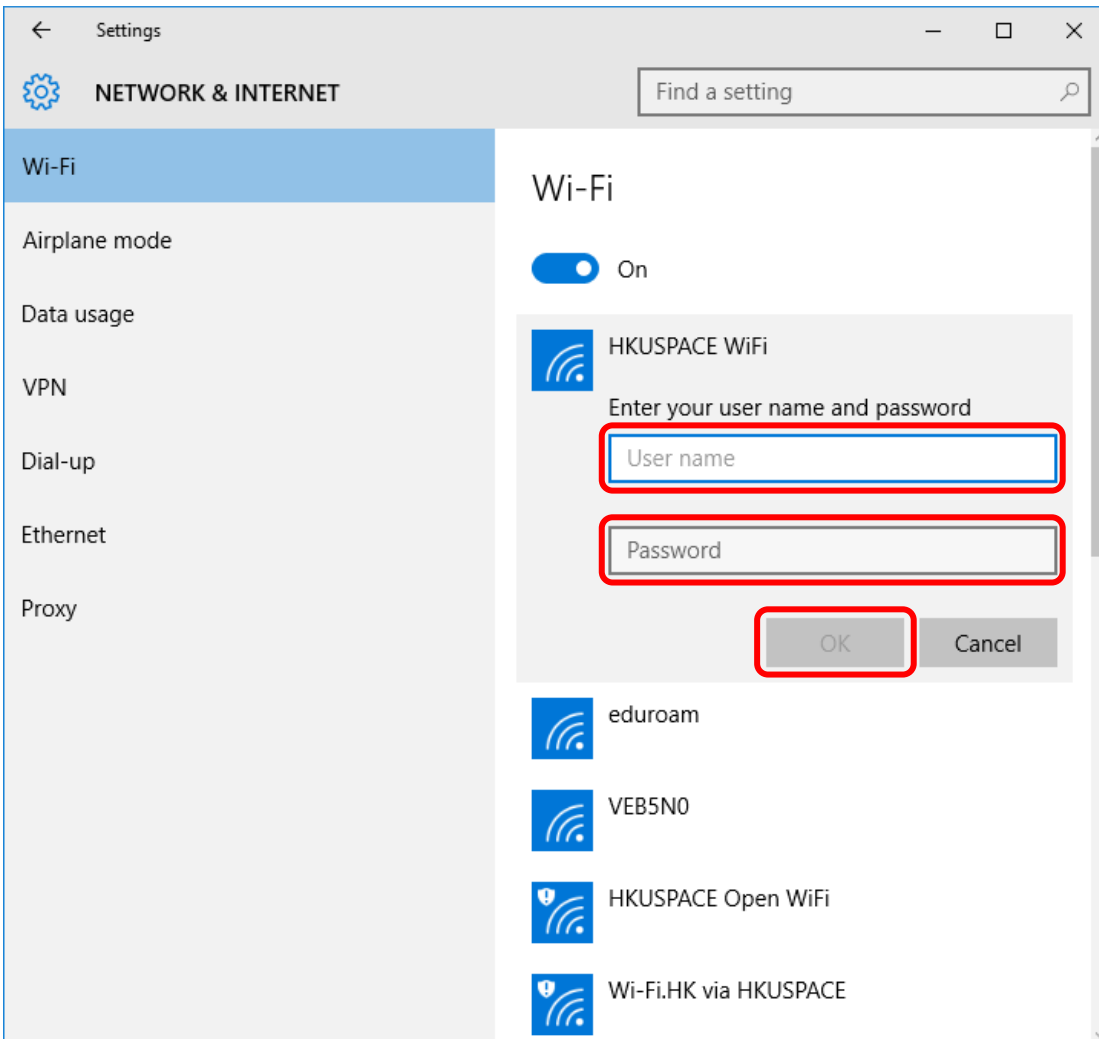 Settings
NETWORK & INTERNET
Find a setting
Wi-Fi
Airplane mode
Data usage
VPN
Dial-up
Ethernet
Proxy
Wi-Fi
On
HKUSPACE WiFi
Enter your user name and password
User name
Password
OK
Cancel
eduroam
VEB5N0
HKUSPACE Open WiFi
Wi-Fi.HK via HKUSPACE